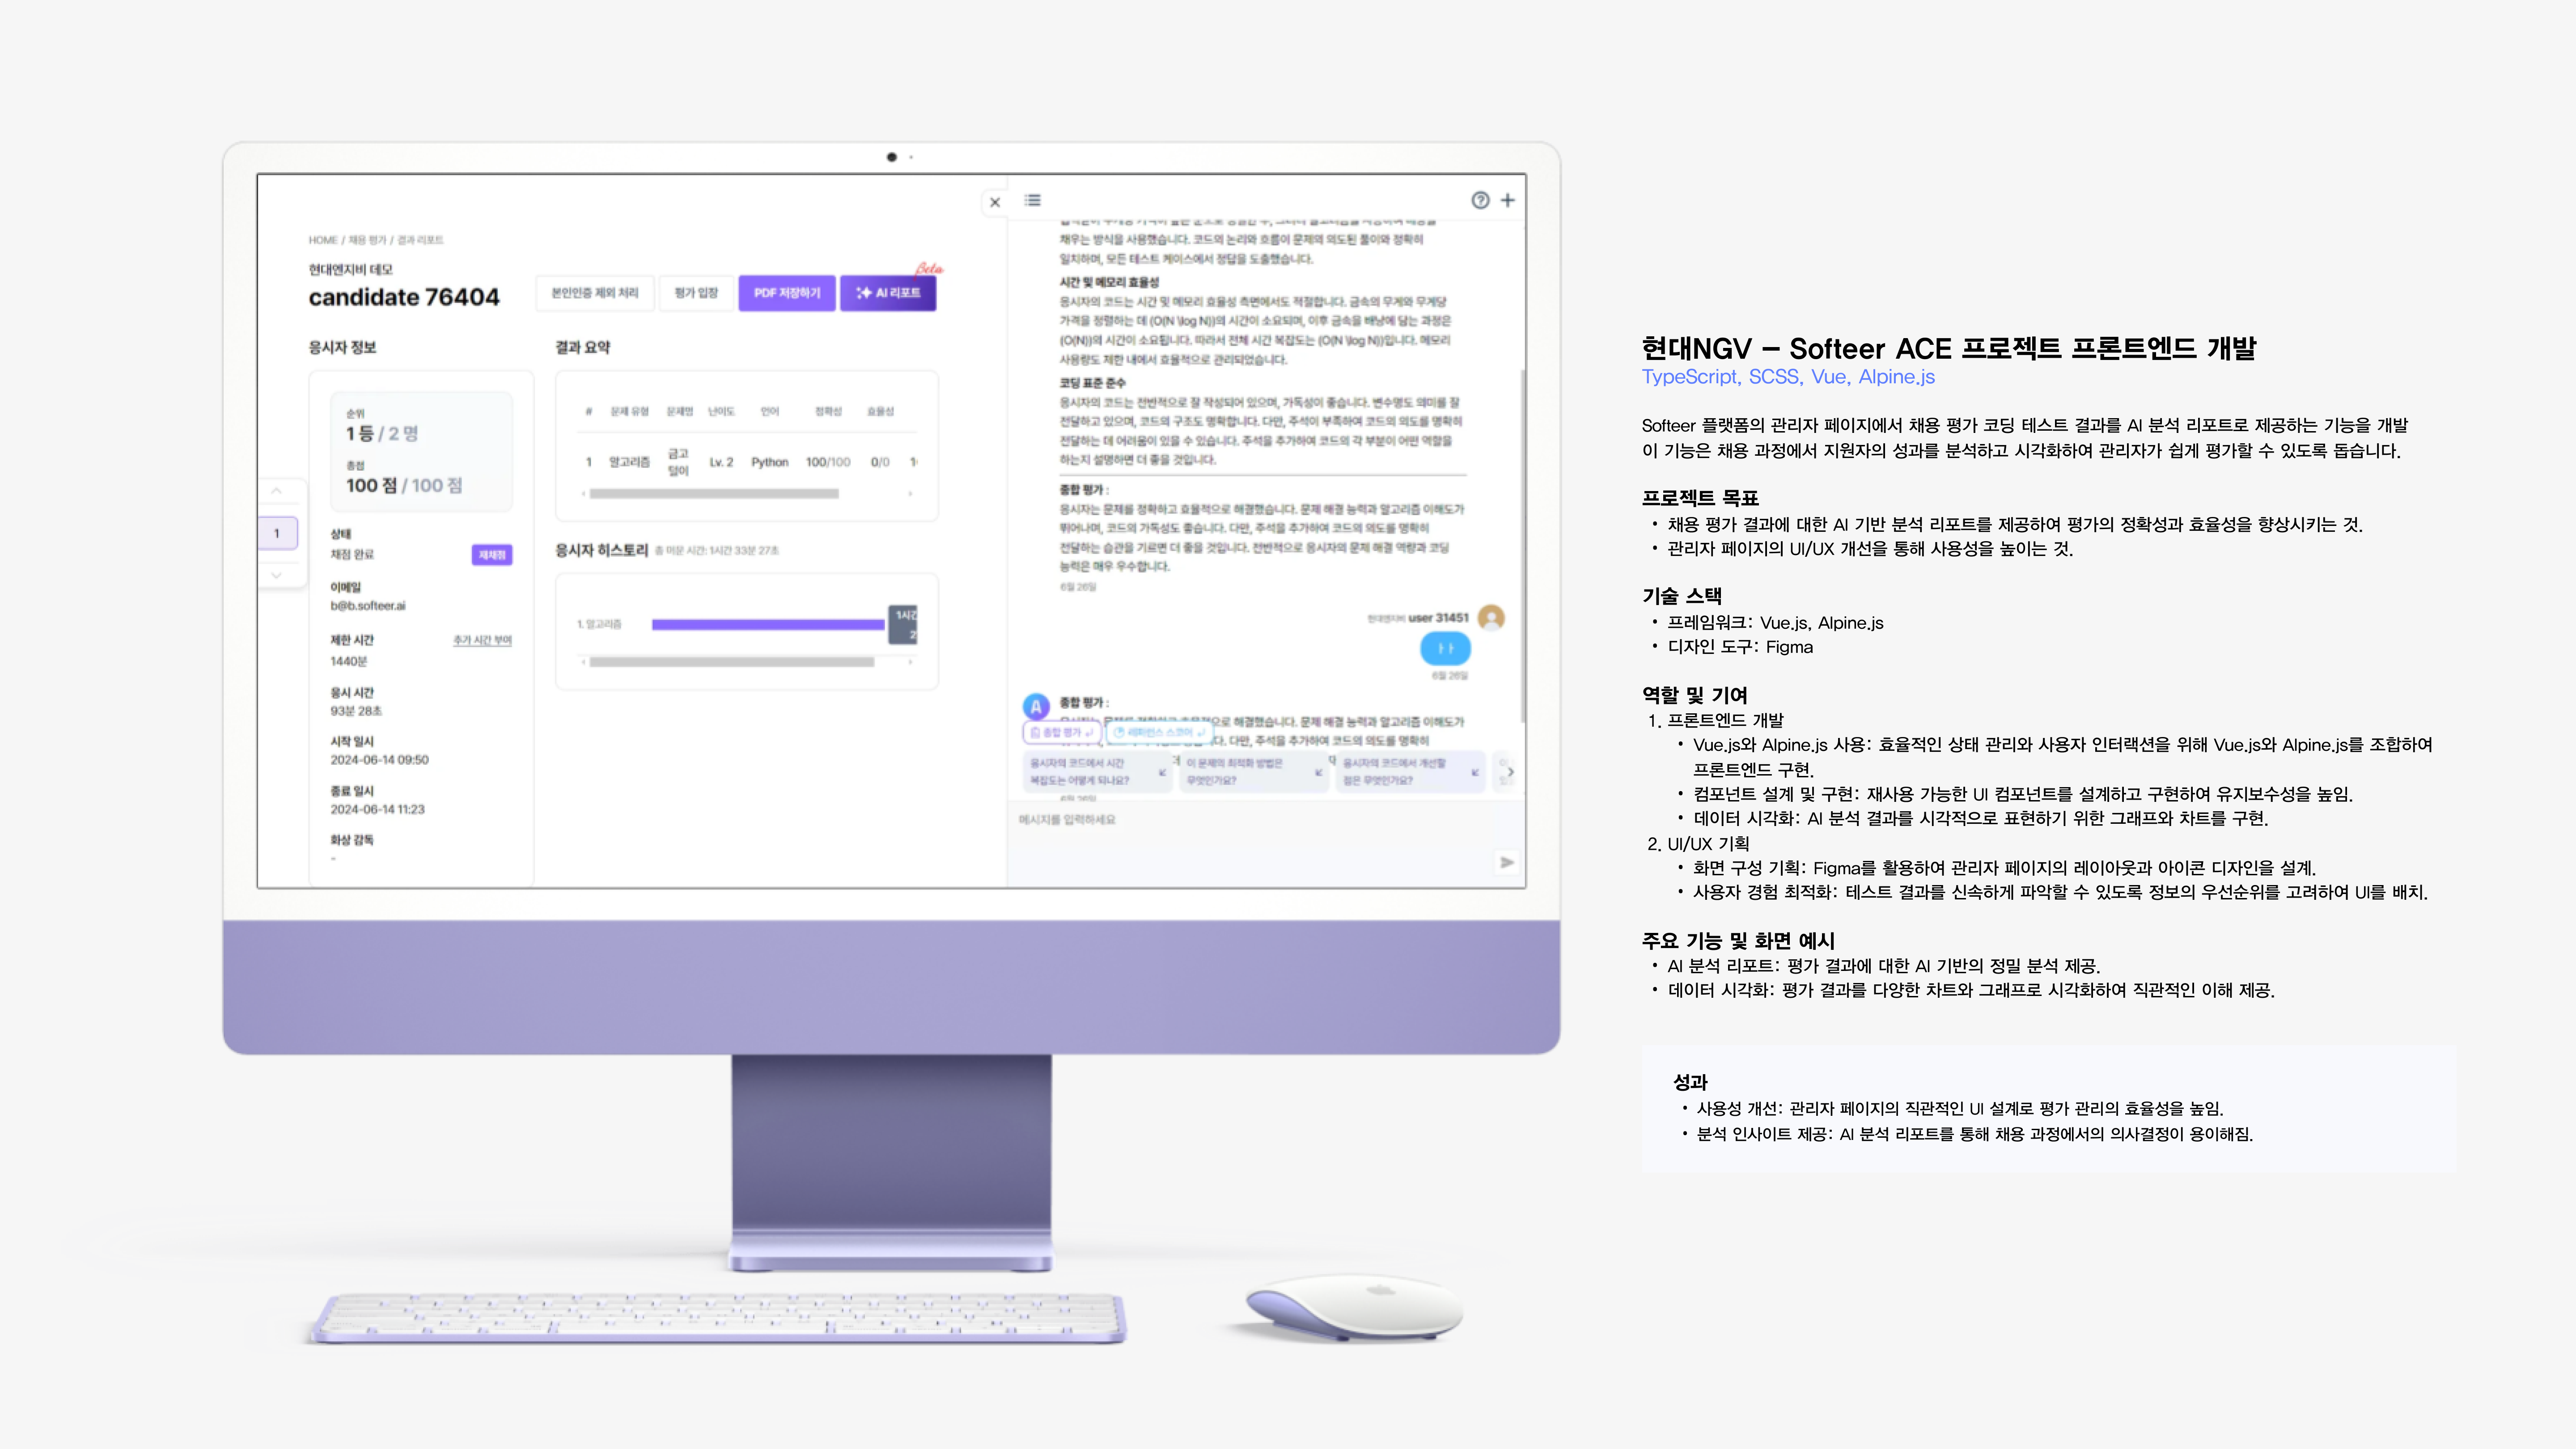 HOME / 채용 평가 / 결과 리포트
현대엔지비 데모
candidate 76404
본인인증 제외 처리
평가 입장
PDF 저장하기
AI 리포트
Beta
응시자 정보
순위
1 등 / 2 명
총점
100 점 / 100 점
상태
채점 완료
재채점
이메일
b@b.softeer.ai
제한 시간
추가 시간 부여
1440분
응시 시간
93분 28초
시작 일시
2024-06-14 09:50
종료 일시
2024-06-14 11:23
화상 감독
-
1
결과 요약
# 문제 유형 문제명 난이도 언어 정확성 효율성
1 알고리즘 금고 털이 Lv. 2 Python 100/100 0/0
응시자 히스토리 총 미분 시간: 1시간 33분 27초
1. 알고리즘
1시간
2
채우는 방식을 사용했습니다. 코드의 논리와 흐름이 문제의 의도된 풀이와 정확히
일치하며, 모든 테스트 케이스에서 정답을 도출했습니다.
시간 및 메모리 효율성
응시자의 코드는 시간 및 메모리 효율성 측면에서도 적절합니다. 금속의 무게와 무게당
가격을 정렬하는 데 (O(N \log N))의 시간이 소요되며, 이후 금속을 배낭에 담는 과정은
(O(N))의 시간이 소요됩니다. 따라서 전체 시간 복잡도는 (O(N \log N))입니다. 메모리
사용량도 제한 내에서 효율적으로 관리되었습니다.
코딩 표준 준수
응시자의 코드는 전반적으로 잘 작성되어 있으며, 가독성이 좋습니다. 변수명도 의미를 잘
전달하고 있으며, 코드의 구조도 명확합니다. 다만, 주석이 부족하여 코드의 의도를 명확히
전달하는 데 어려움이 있을 수 있습니다. 주석을 추가하여 코드의 각 부분이 어떤 역할을
하는지 설명하면 더 좋을 것입니다.
종합 평가 :
응시자는 문제를 정확하고 효율적으로 해결했습니다. 문제 해결 능력과 알고리즘 이해도가
뛰어나며, 코드의 가독성도 좋습니다. 다만, 주석을 추가하여 코드의 의도를 명확히
전달하는 습관을 기르면 더 좋을 것입니다. 전반적으로 응시자의 문제 해결 역량과 코딩
능력은 매우 우수합니다.
6월 26일
현대엔지비 user 31451
ㅏㅏ
6월 26일
A
종합 평가 :
으로 해결했습니다. 문제 해결 능력과 알고리즘 이해도가
종합 평가
레퍼런스 스코어
다. 다만, 주석을 추가하여 코드의 의도를 명확히
응시자의 코드에서 시간
복잡도는 어떻게 되나요?
이 문제의 최적화 방법은
무엇인가요?
응시자의 코드에서 개선할
점은 무엇인가요?
6월 26일
메시지를 입력하세요
현대NGV – Softeer ACE 프로젝트 프론트엔드 개발
TypeScript, SCSS, Vue, Alpine.js
Softeer 플랫폼의 관리자 페이지에서 채용 평가 코딩 테스트 결과를 AI 분석 리포트로 제공하는 기능을 개발
이 기능은 채용 과정에서 지원자의 성과를 분석하고 시각화하여 관리자가 쉽게 평가할 수 있도록 돕습니다.
프로젝트 목표
• 채용 평가 결과에 대한 AI 기반 분석 리포트를 제공하여 평가의 정확성과 효율성을 향상시키는 것.
• 관리자 페이지의 UI/UX 개선을 통해 사용성을 높이는 것.
기술 스택
• 프레임워크: Vue.js, Alpine.js
• 디자인 도구: Figma
역할 및 기여
1. 프론트엔드 개발
• Vue.js와 Alpine.js 사용: 효율적인 상태 관리와 사용자 인터랙션을 위해 Vue.js와 Alpine.js를 조합하여
프론트엔드 구현.
• 컴포넌트 설계 및 구현: 재사용 가능한 UI 컴포넌트를 설계하고 구현하여 유지보수성을 높임.
• 데이터 시각화: AI 분석 결과를 시각적으로 표현하기 위한 그래프와 차트를 구현.
2. UI/UX 기획
• 화면 구성 기획: Figma를 활용하여 관리자 페이지의 레이아웃과 아이콘 디자인을 설계.
• 사용자 경험 최적화: 테스트 결과를 신속하게 파악할 수 있도록 정보의 우선순위를 고려하여 UI를 배치.
주요 기능 및 화면 예시
• AI 분석 리포트: 평가 결과에 대한 AI 기반의 정밀 분석 제공.
• 데이터 시각화: 평가 결과를 다양한 차트와 그래프로 시각화하여 직관적인 이해 제공.
성과
• 사용성 개선: 관리자 페이지의 직관적인 UI 설계로 평가 관리의 효율성을 높임.
• 분석 인사이트 제공: AI 분석 리포트를 통해 채용 과정에서의 의사결정이 용이해짐.